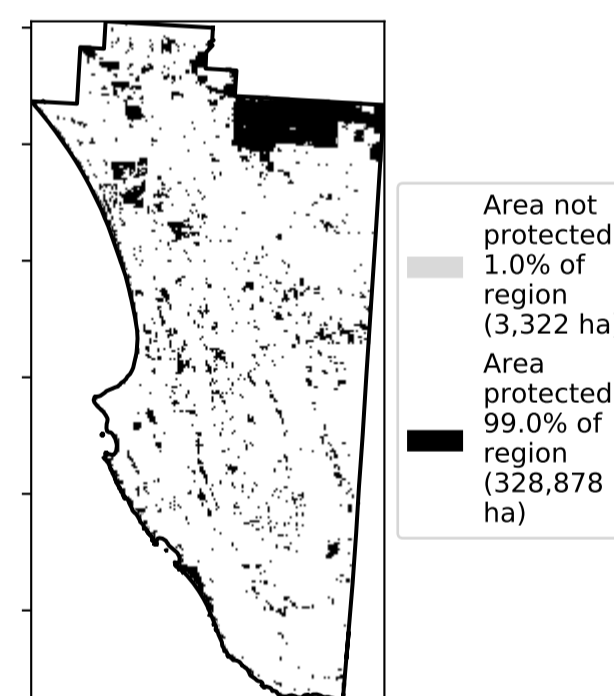 Area not
protected
1.0% of
region
(3,322 ha
Area
protected
99.0% of
region
(328,878
ha)